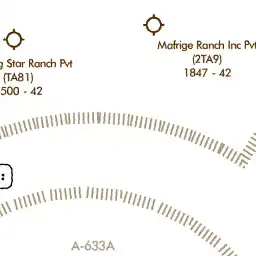 Mafrige Ranch Inc Pvt
(2TA9)
1847 - 42
g Star Ranch Pvt
(TA81)
500 - 42
A-633A